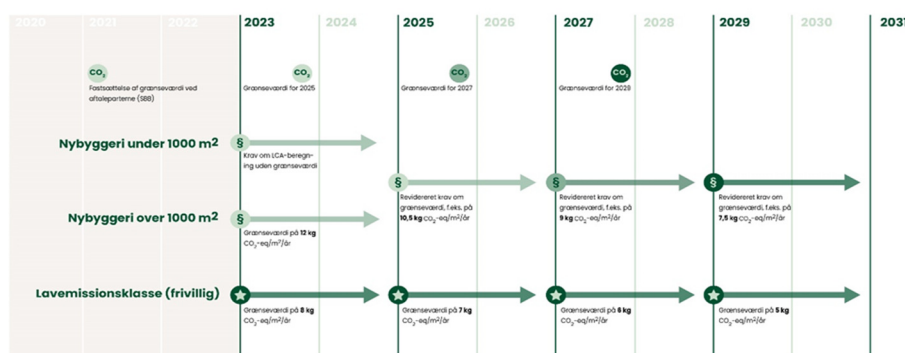 2020 2021 2022 2023 2024 2025 2026 2027 2028 2029 2030 2031
CO₂ CO₂ CO₂ CO₂
Fastsættelse af grænseværdi ved
aftaleparterne (SBB)
Grænseværdi for 2025
Grænseværdi for 2027
Grænseværdi for 2028
Nybyggeri under 1000 m²
§
Krav om LCA-beregn-
ing uden grænseværdi
§ § §
Revideret krav om
grænseværdi, f.eks. på
10,5 kg CO₂-eq/m²/år
Revideret krav om
grænseværdi, f.eks. på
9 kg CO₂-eq/m²/år
Revideret krav om
grænseværdi, f.eks. på
7,5 kg CO₂-eq/m²/år
Nybyggeri over 1000 m²
§
Grænseværdi på 12 kg
CO₂-eq/m²/år
Lavemissionsklasse (frivillig)
Grænseværdi på 8 kg
CO₂-eq/m²/år
Grænseværdi på 7 kg
CO₂-eq/m²/år
Grænseværdi på 6 kg
CO₂-eq/m²/år
Grænseværdi på 5 kg
CO₂-eq/m²/år